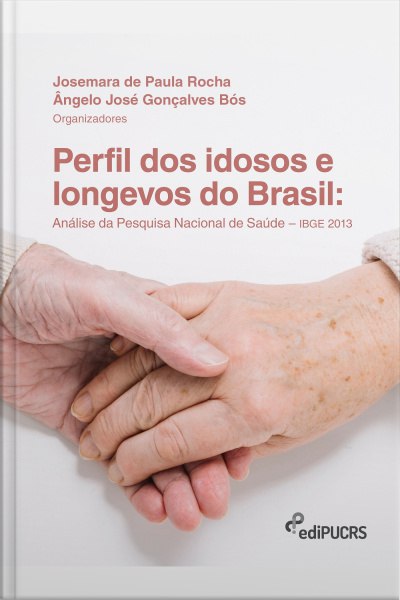 Josemara de Paula Rocha
Ângelo José Gonçalves Bós
Organizadores
Perfil dos idosos e
longevos do Brasil:
Análise da Pesquisa Nacional de Saúde – IBGE 2013
ediPUCRS